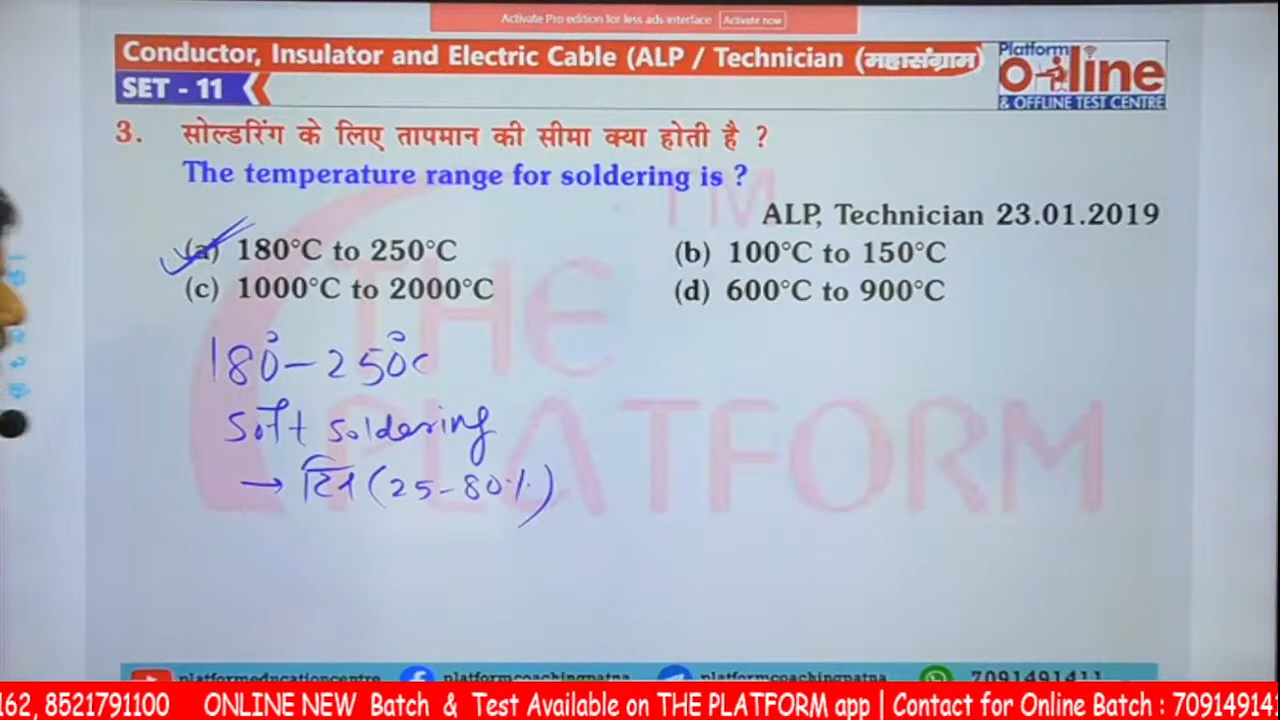 Activate Pro edition for less ads interface Activate now
Conductor, Insulator and Electric Cable (ALP / Technician (महासंग्राम)
SET - 11
Platform
Online
& OFFLINE TEST CENTRE
3. सोल्डरिंग के लिए तापमान की सीमा क्या होती है ?
The temperature range for soldering is ?
ALP, Technician 23.01.2019
(a) 180°C to 250°C (b) 100°C to 150°C
(c) 1000°C to 2000°C (d) 600°C to 900°C
180° - 250°C
Soft soldering
→ टिन (25-80%)
THE PLATFORM
TM
platformeducationcentre platformcoachingpatna platformcoachingpatna 7091491411
162, 8521791100 ONLINE NEW Batch & Test Available on THE PLATFORM app | Contact for Online Batch : 70914914